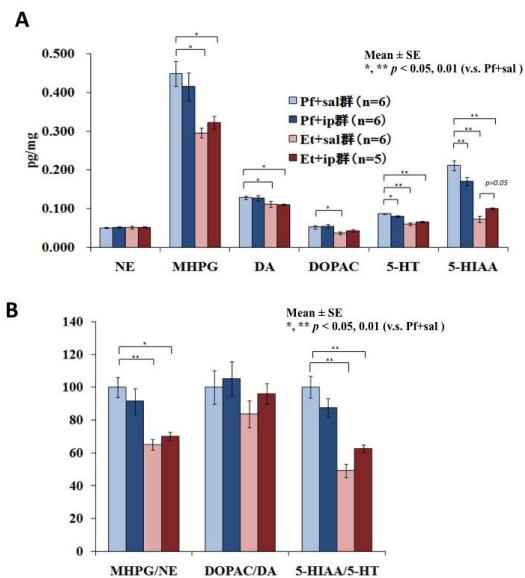 A
Mean ± SE
*, ** p < 0.05, 0.01 (v.s. Pf+sal )
pg/mg
0.500
0.400
0.300
0.200
0.100
0.000
Pf+sal群(n=6)
Pf+ip群(n=6)
Et+sal群(n=6)
Et+ip群(n=5)
*
*
*
*
*
**
**
*
**
**
**
p=0.05
NE
MHPG
DA
DOPAC
5-HT
5-HIAA
B
Mean ± SE
*, ** p < 0.05, 0.01 (v.s. Pf+sal )
140
120
100
80
60
40
20
0
*
**
**
**
MHPG/NE
DOPAC/DA
5-HIAA/5-HT